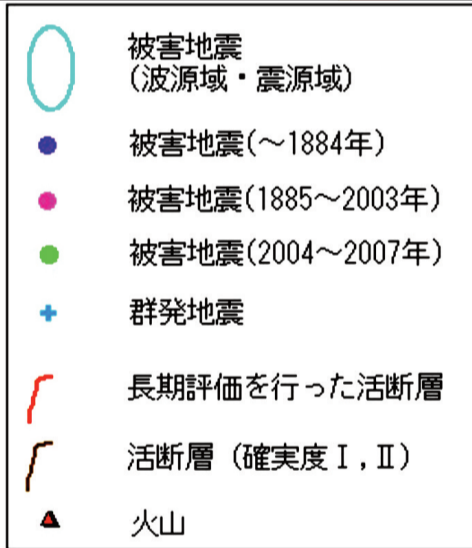 被害地震
(波源域・震源域)
被害地震(～1884年)
被害地震(1885～2003年)
被害地震(2004～2007年)
群発地震
長期評価を行った活断層
活断層 (確実度Ⅰ,Ⅱ)
火山